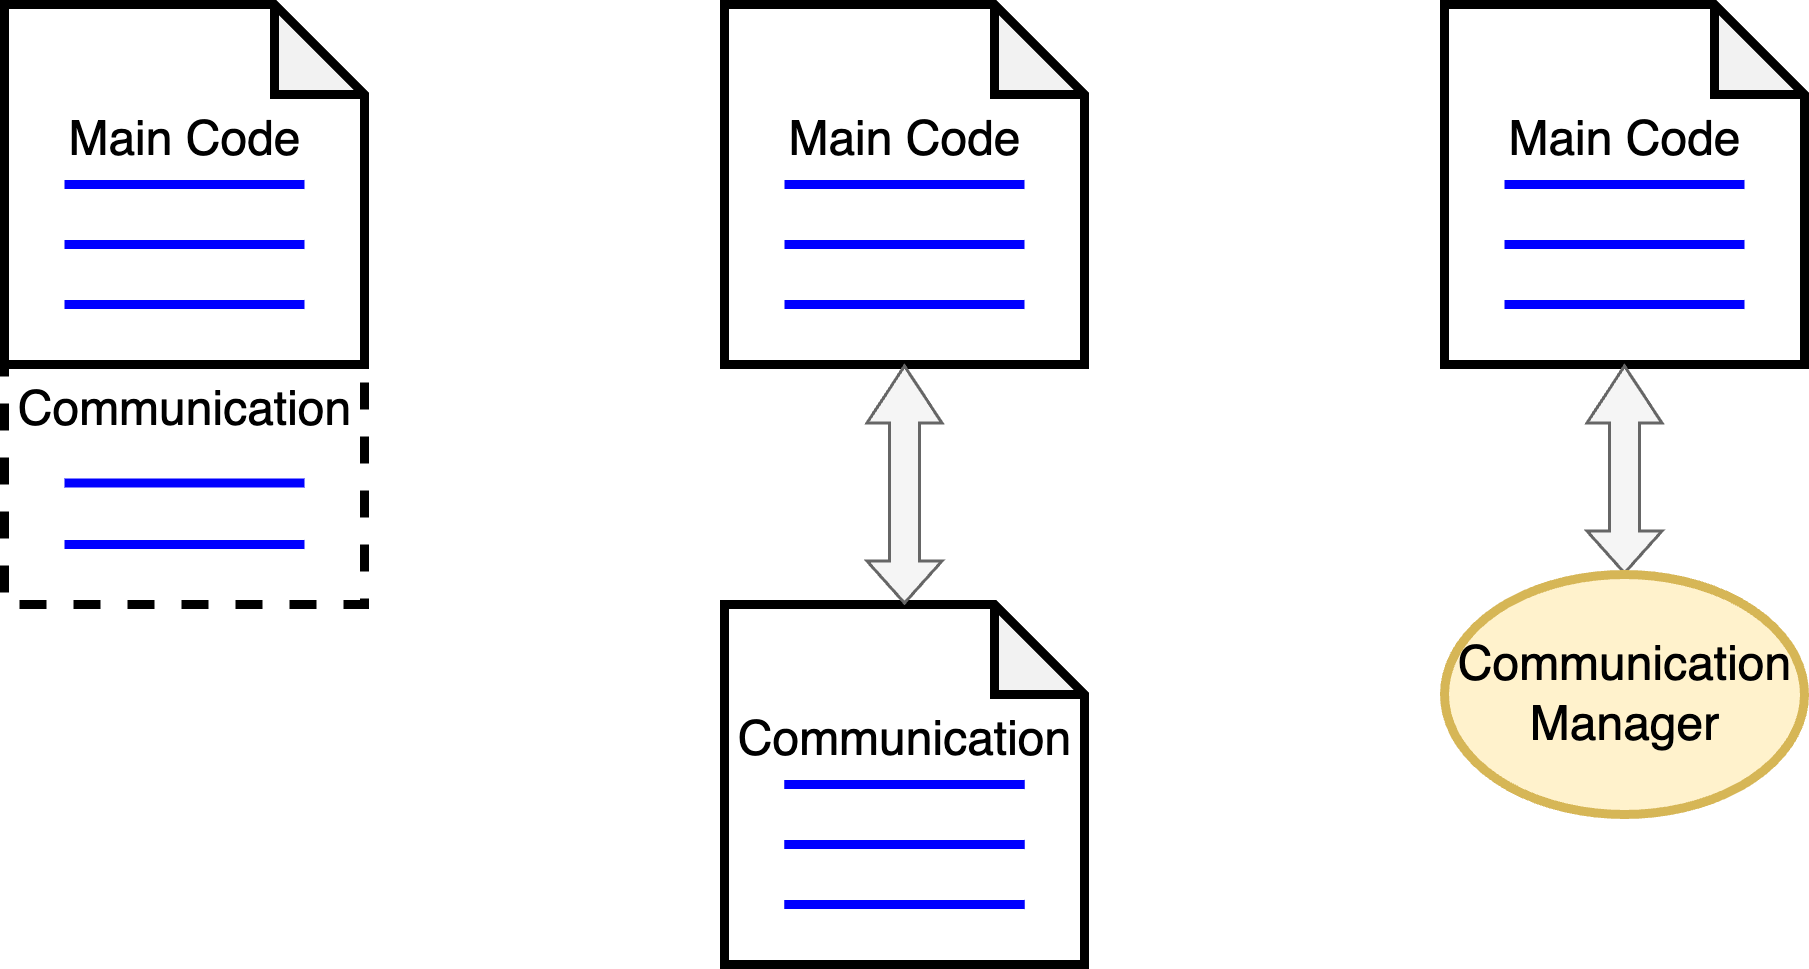 Main Code
Communication
Main Code
Communication
Main Code
Communication
Manager